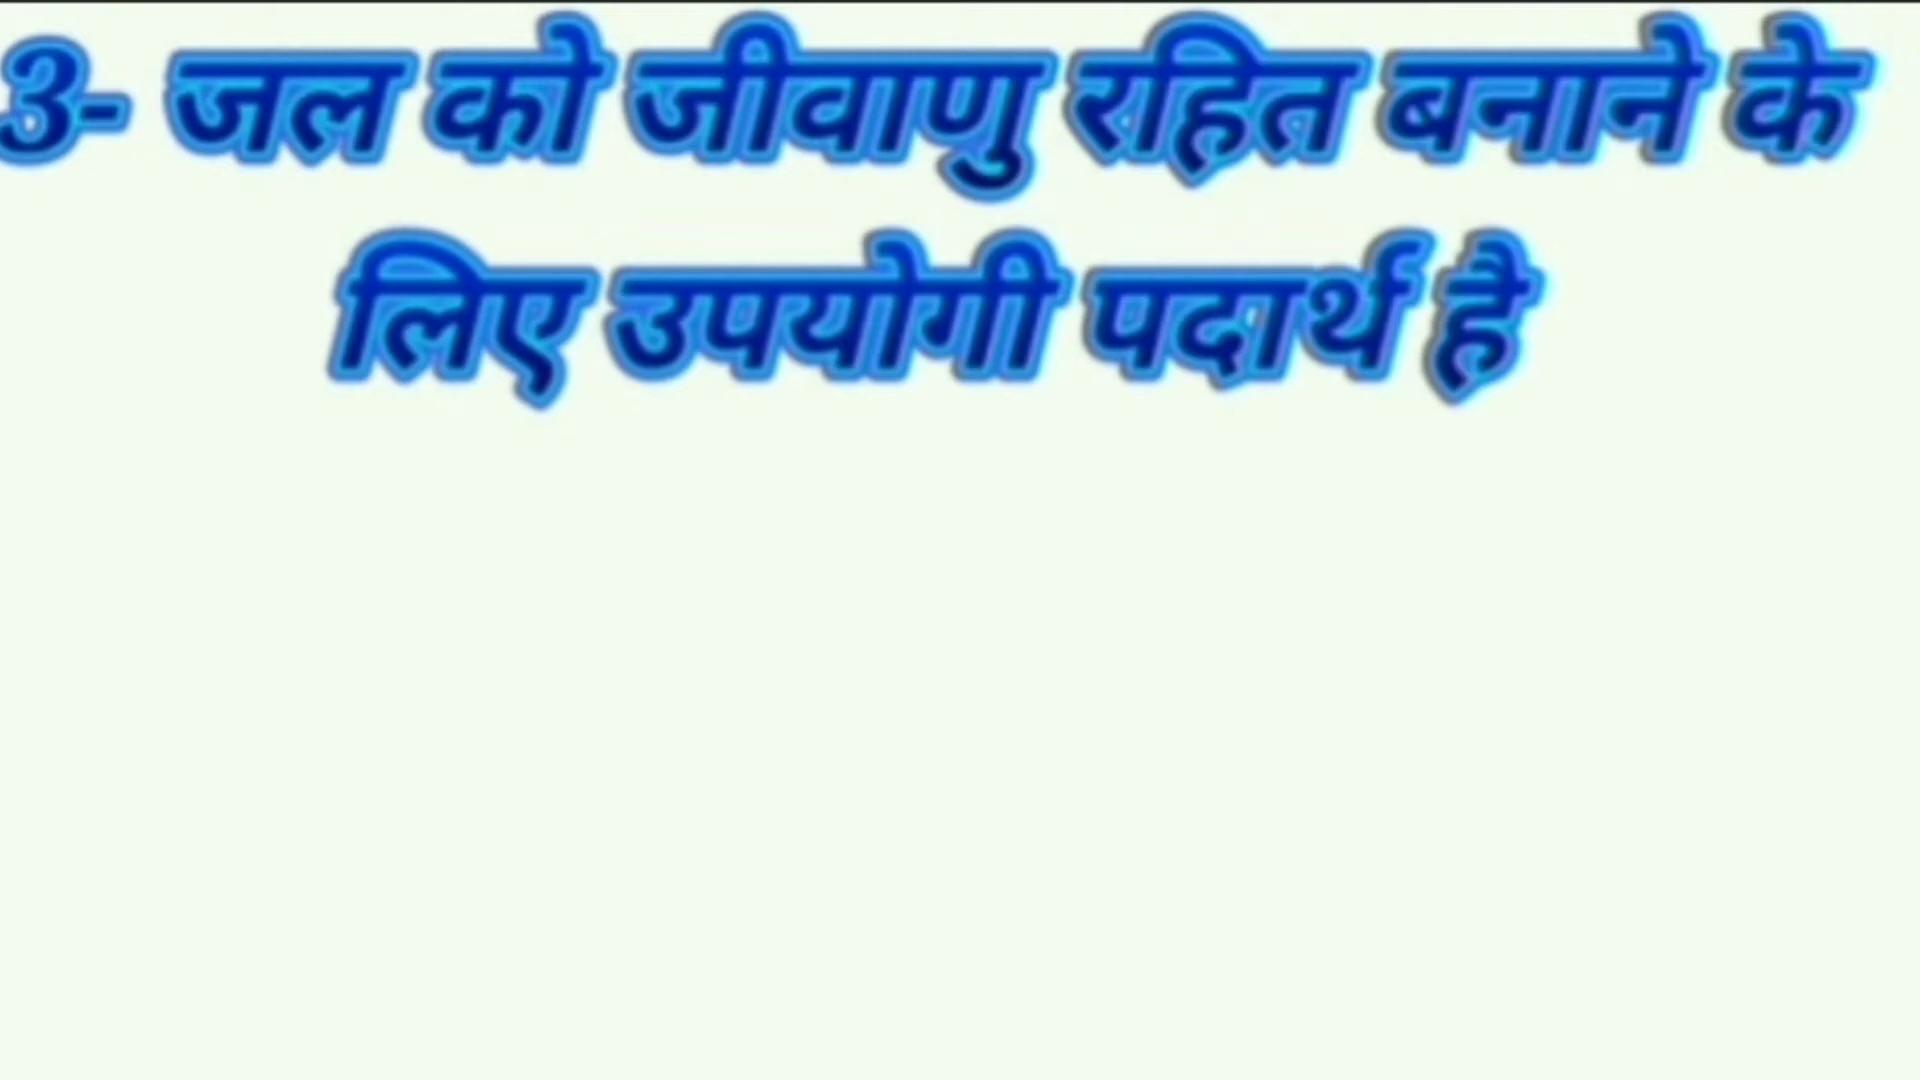 3- जल को जीवाणु रहित बनाने के
लिए उपयोगी पदार्थ है